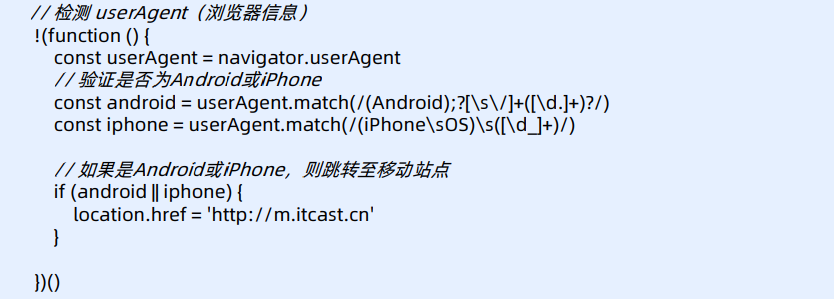 // 检测 userAgent（浏览器信息）
!(function () {
const userAgent = navigator.userAgent
// 验证是否为Android或iPhone
const android = userAgent.match(/(Android);?[\s\/]+([\d.]+)?/)
const iphone = userAgent.match(/(iPhone\sOS)\s([\d_]+)/)
// 如果是Android或iPhone，则跳转至移动站点
if (android || iphone) {
location.href = 'http://m.itcast.cn'
}
})()